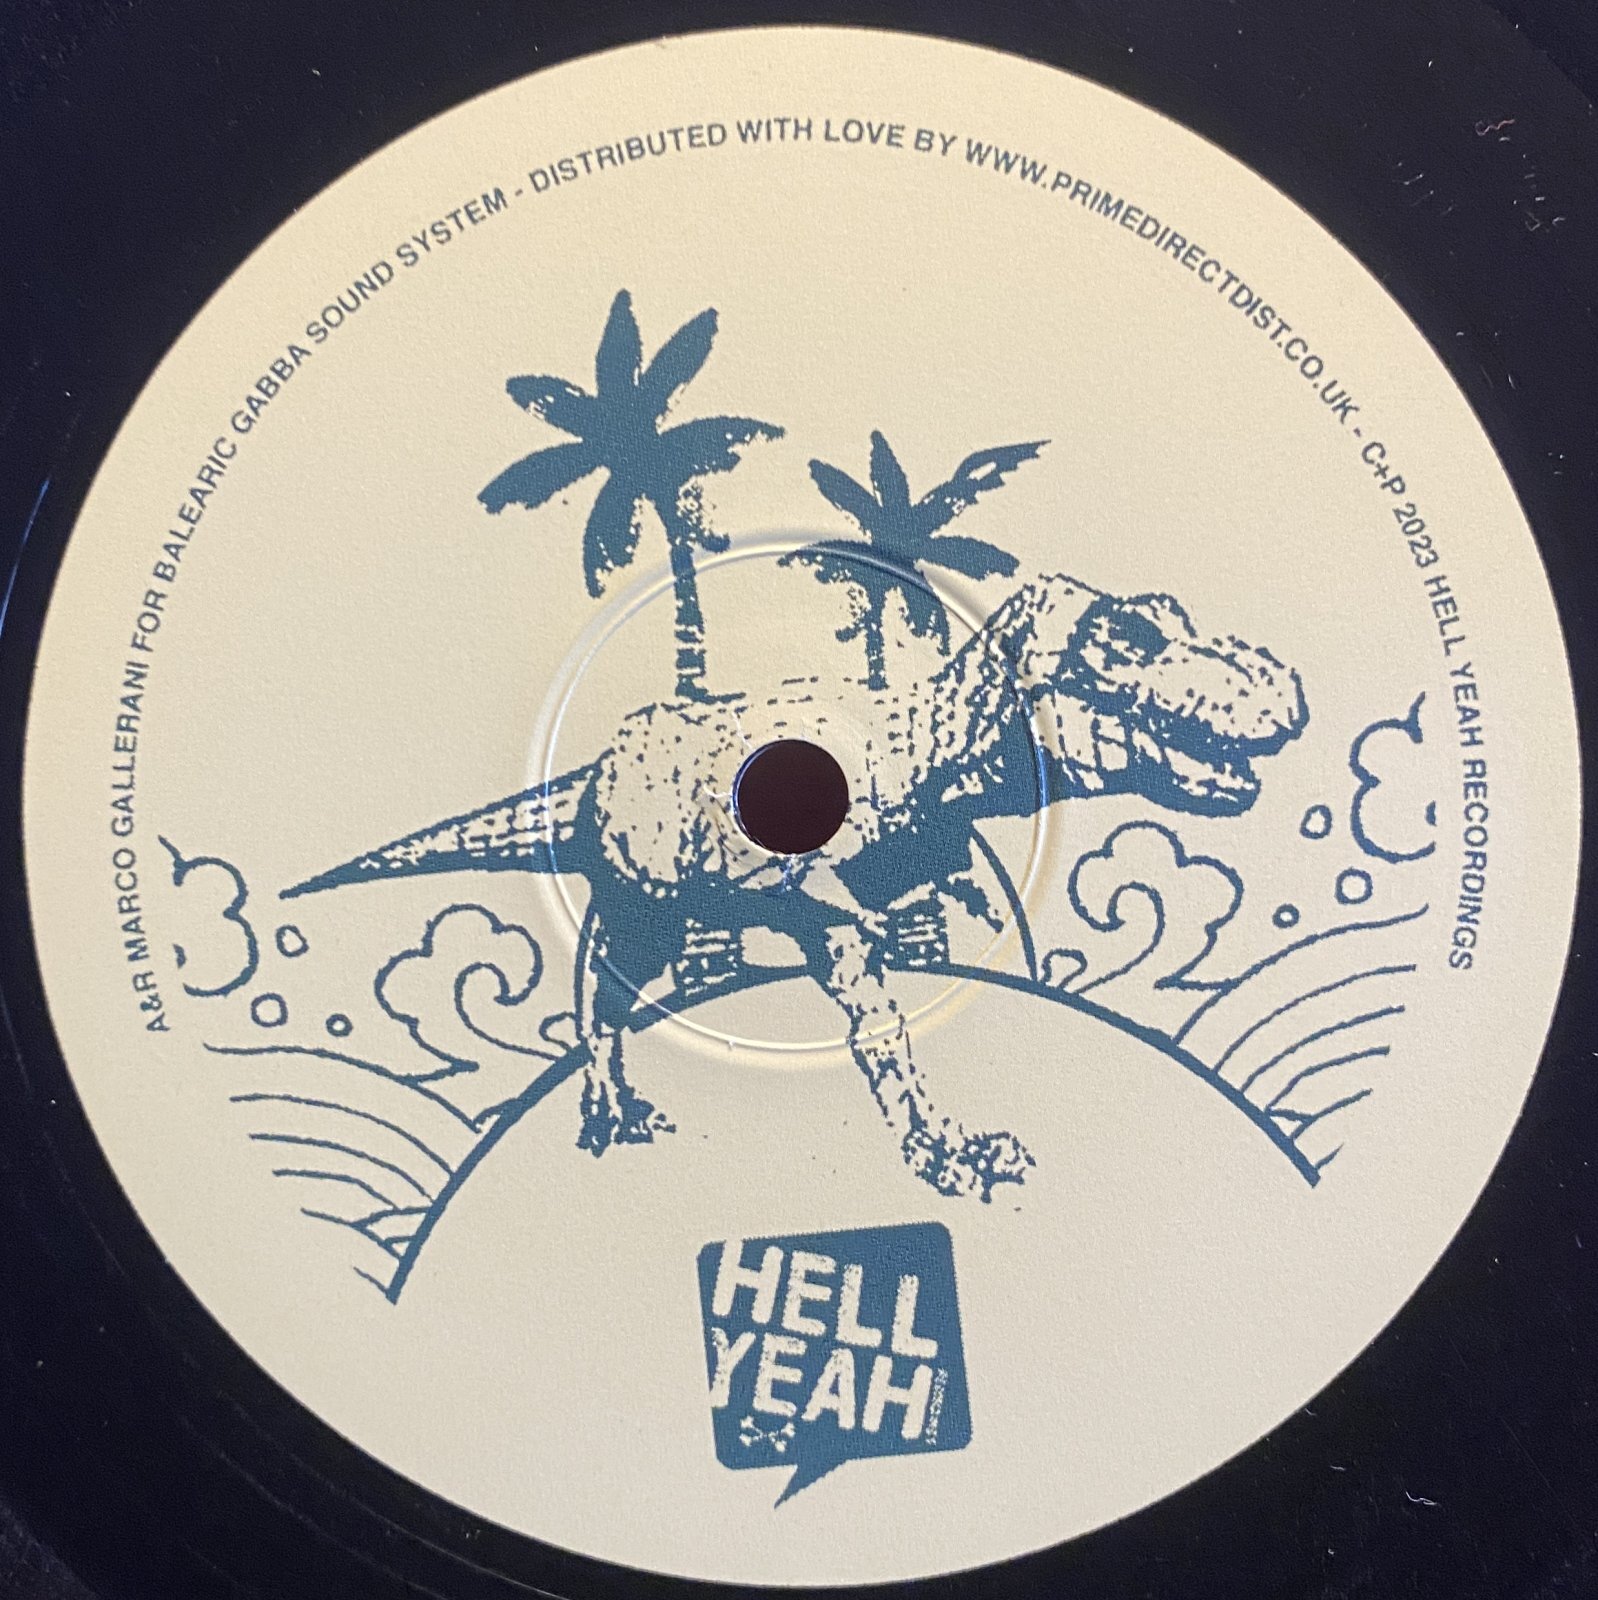 A&R MARCO GALLERANI FOR BALEARIC GABBA SOUND SYSTEM - DISTRIBUTED WITH LOVE BY WWW.PRIMEDIRECTDIST.CO.UK - C+P 2023 HELL YEAH RECORDINGS
HELL
YEAH
RECORDINGS